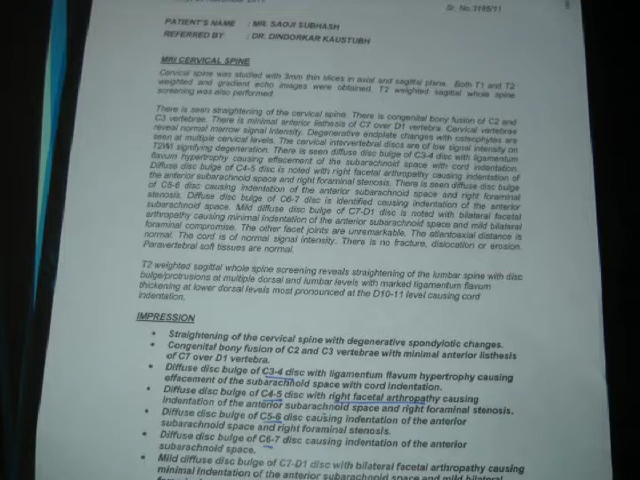 Sr. No.3165/11
PATIENT'S NAME : MR. SAOJI SUBHASH
REFERRED BY : DR. DINDORKAR KAUSTUBH
MRI CERVICAL SPINE
Cervical spine was studied with 3mm thin slices in axial and sagittal plane. Both T1 and T2
weighted and gradient echo images were obtained. T2 weighted sagittal whole spine
screening was also performed.
There is seen straightening of the cervical spine. There is congenital bony fusion of C2 and
C3 vertebrae. There is minimal anterior listhesis of C7 over D1 vertebra. Cervical vertebrae
reveal normal marrow signal intensity. Degenerative endplate changes with osteophytes are
seen at multiple cervical levels. The cervical intervertebral discs are of low signal intensity on
T2WI signifying degeneration. There is seen diffuse disc bulge of C3-4 disc with ligamentum
flavum hypertrophy causing effacement of the subarachnoid space with cord indentation.
Diffuse disc bulge of C4-5 disc is noted with right facetal arthropathy causing indentation of
the anterior subarachnoid space and right foraminal stenosis. There is seen diffuse disc bulge
of C5-6 disc causing indentation of the anterior subarachnoid space and right foraminal
stenosis. Diffuse disc bulge of C6-7 disc is identified causing indentation of the anterior
subarachnoid space. Mild diffuse disc bulge of C7-D1 disc is noted with bilateral facetal
arthropathy causing minimal indentation of the anterior subarachnoid space and mild bilateral
foraminal compromise. The other facet joints are unremarkable. The atlantoaxial distance is
normal. The cord is of normal signal intensity. There is no fracture, dislocation or erosion.
Paravertebral soft tissues are normal.
T2 weighted sagittal whole spine screening reveals straightening of the lumbar spine with disc
bulge/protrusions at multiple dorsal and lumbar levels with marked ligamentum flavum
thickening at lower dorsal levels most pronounced at the D10-11 level causing cord
indentation.
IMPRESSION
• Straightening of the cervical spine with degenerative spondylotic changes.
• Congenital bony fusion of C2 and C3 vertebrae with minimal anterior listhesis
of C7 over D1 vertebra.
• Diffuse disc bulge of C3-4 disc with ligamentum flavum hypertrophy causing
effacement of the subarachnoid space with cord indentation.
• Diffuse disc bulge of C4-5 disc with right facetal arthropathy causing
indentation of the anterior subarachnoid space and right foraminal stenosis.
• Diffuse disc bulge of C5-6 disc causing indentation of the anterior
subarachnoid space and right foraminal stenosis.
• Diffuse disc bulge of C6-7 disc causing indentation of the anterior
subarachnoid space.
• Mild diffuse disc bulge of C7-D1 disc with bilateral facetal arthropathy causing
minimal indentation of the anterior subarachnoid space and mild bilateral